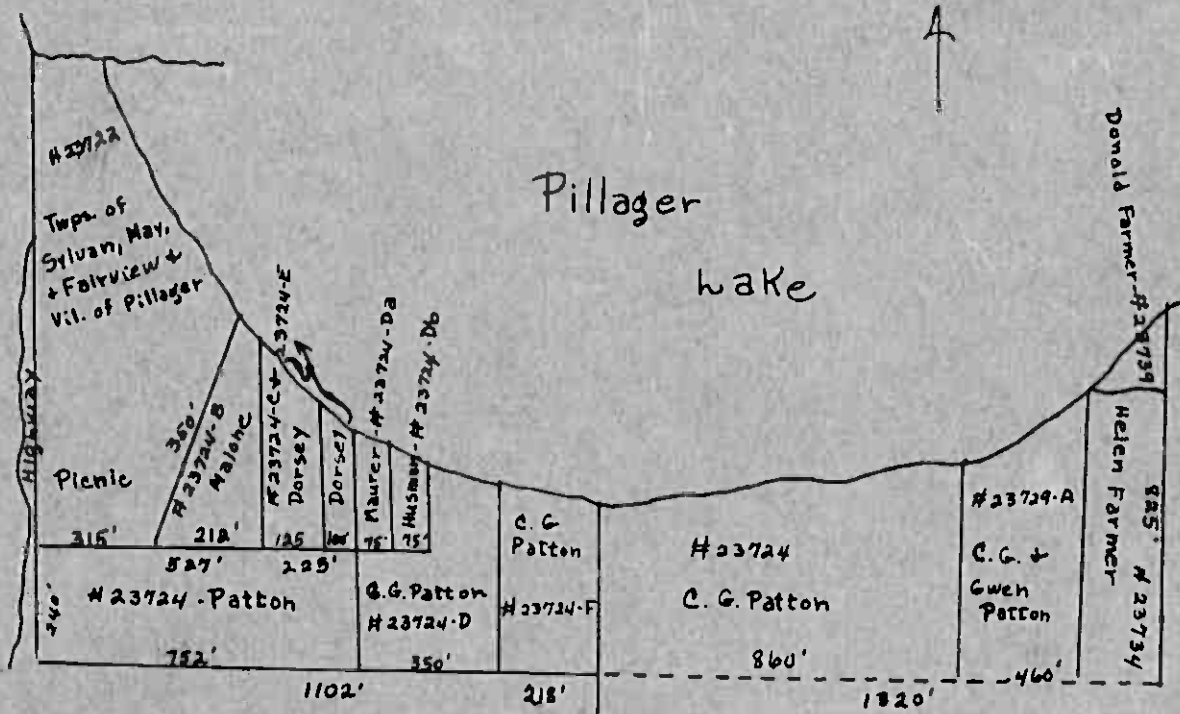 Pillager
Lake
Highway
#23722
Twps. of
Sylvan, May,
+ Fairview +
Vil. of Pillager
Picnic
315'
350'
#23724-B
Malone
212'
#23724-C+
23724-E
Dorsey
125
Dorsey
100'
Maurer-#23724-Da
75'
Husman-#23724-Db
75'
527'
225'
240'
#23724-Patton
752'
C.G. Patton
#23724-D
350'
1102'
C. G
Patton
#23724-F
218'
#23724
C. G. Patton
860'
#23729-A
C. G. +
Gwen
Patton
460'
1320'
Donald Farmer-#23739
Helen Farmer
825' #23734